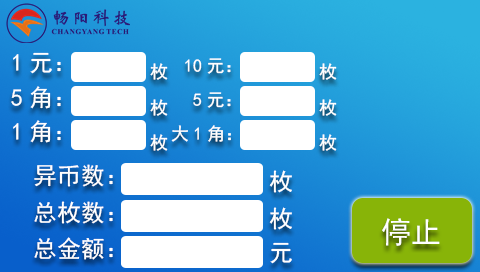 畅阳科技
CHANGYANG TECH
1 元： 枚 10 元： 枚
5 角： 枚 5 元： 枚
1 角： 枚 大 1 角： 枚
异币数： 枚
总枚数： 枚
总金额： 元
停止